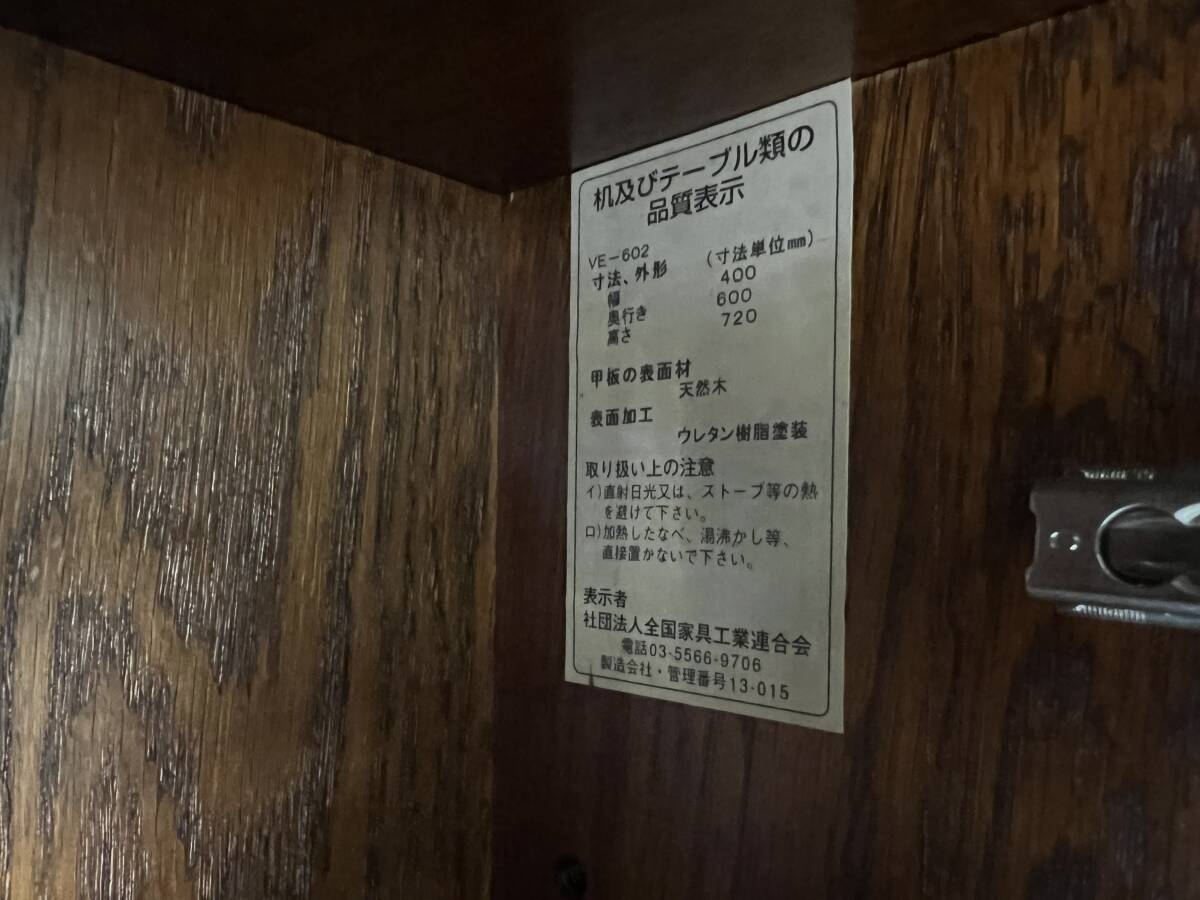 机及びテーブル類の
品質表示
VE-602
寸法、外形 (寸法単位mm)
幅 400
奥行き 600
高さ 720
甲板の表面材
天然木
表面加工
ウレタン樹脂塗装
取り扱い上の注意
イ)直射日光又は、ストーブ等の熱
を避けて下さい。
ロ)加熱したなべ、湯沸かし等、
直接置かないで下さい。
表示者
社団法人全国家具工業連合会
電話03-5566-9706
製造会社・管理番号13-015